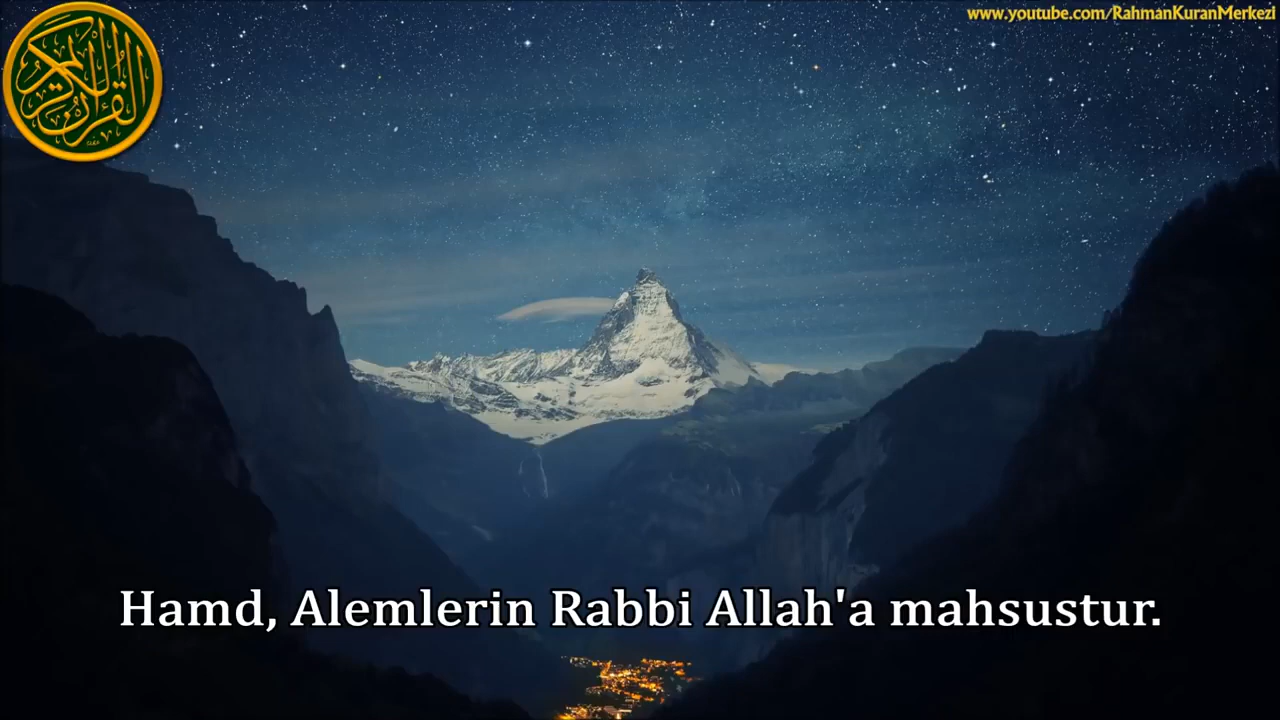 القرآن الكريم
www.youtube.com/RahmanKuranMerkezi
Hamd, Alemlerin Rabbi Allah'a mahsustur.